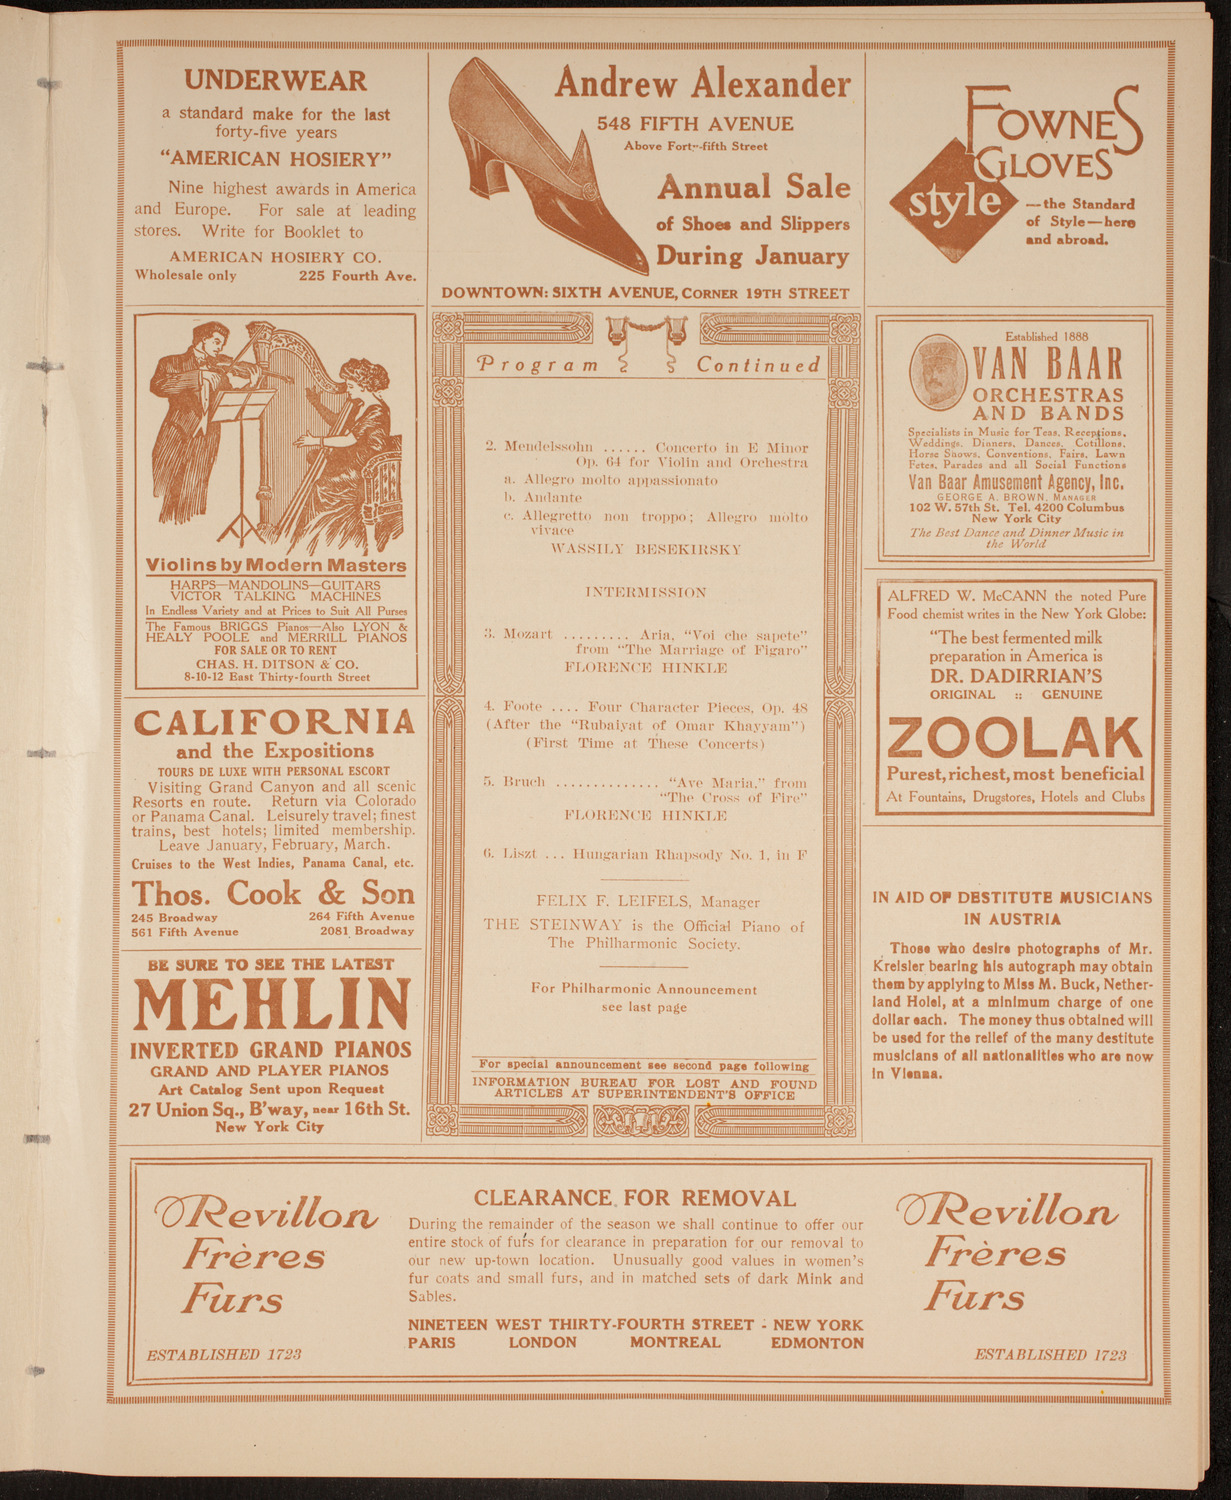 UNDERWEAR
a standard make for the last
forty-five years
“AMERICAN HOSIERY”
Nine highest awards in America
and Europe. For sale at leading
stores. Write for Booklet to
AMERICAN HOSIERY CO.
Wholesale only 225 Fourth Ave.
Andrew Alexander
548 FIFTH AVENUE
Above Forty-fifth Street
Annual Sale
of Shoes and Slippers
During January
DOWNTOWN: SIXTH AVENUE, CORNER 19TH STREET
FOWNES
GLOVES
style
—the Standard
of Style—here
and abroad.
Violins by Modern Masters
HARPS—MANDOLINS—GUITARS
VICTOR TALKING MACHINES
In Endless Variety and at Prices to Suit All Purses
The Famous BRIGGS Pianos—Also LYON &
HEALY POOLE and MERRILL PIANOS
FOR SALE OR TO RENT
CHAS. H. DITSON & CO.
8-10-12 East Thirty-fourth Street
CALIFORNIA
and the Expositions
TOURS DE LUXE WITH PERSONAL ESCORT
Visiting Grand Canyon and all scenic
Resorts en route. Return via Colorado
or Panama Canal. Leisurely travel; finest
trains, best hotels; limited membership.
Leave January, February, March.
Cruises to the West Indies, Panama Canal, etc.
Thos. Cook & Son
245 Broadway 264 Fifth Avenue
561 Fifth Avenue 2081 Broadway
BE SURE TO SEE THE LATEST
MEHLIN
INVERTED GRAND PIANOS
GRAND AND PLAYER PIANOS
Art Catalog Sent upon Request
27 Union Sq., B'way, near 16th St.
New York City
Program Continued
2. Mendelssohn ...... Concerto in E Minor
Op. 64 for Violin and Orchestra
a. Allegro molto appassionato
b. Andante
c. Allegretto non troppo; Allegro molto
vivace
WASSILY BESEKIRSKY
INTERMISSION
3. Mozart ......... Aria, “Voi che sapete”
from “The Marriage of Figaro”
FLORENCE HINKLE
4. Foote .... Four Character Pieces, Op. 48
(After the “Rubaiyat of Omar Khayyam”)
(First Time at These Concerts)
5. Bruch .............. “Ave Maria,” from
“The Cross of Fire”
FLORENCE HINKLE
6. Liszt ... Hungarian Rhapsody No. 1, in F
FELIX F. LEIFELS, Manager
THE STEINWAY is the Official Piano of
The Philharmonic Society.
For Philharmonic Announcement
see last page
For special announcement see second page following
INFORMATION BUREAU FOR LOST AND FOUND
ARTICLES AT SUPERINTENDENT'S OFFICE
Established 1888
VAN BAAR
ORCHESTRAS
AND BANDS
Specialists in Music for Teas, Receptions,
Weddings, Dinners, Dances, Cotillons,
Horse Shows, Conventions, Fairs, Lawn
Fetes, Parades and all Social Functions
Van Baar Amusement Agency, Inc.
GEORGE A. BROWN, MANAGER
102 W. 57th St. Tel. 4200 Columbus
New York City
The Best Dance and Dinner Music in
the World
ALFRED W. McCANN the noted Pure
Food chemist writes in the New York Globe:
“The best fermented milk
preparation in America is
DR. DADIRRIAN'S
ORIGINAL :: GENUINE
ZOOLAK
Purest, richest, most beneficial
At Fountains, Drugstores, Hotels and Clubs
IN AID OF DESTITUTE MUSICIANS
IN AUSTRIA
Those who desire photographs of Mr.
Kreisler bearing his autograph may obtain
them by applying to Miss M. Buck, Nether-
land Hotel, at a minimum charge of one
dollar each. The money thus obtained will
be used for the relief of the many destitute
musicians of all nationalities who are now
in Vienna.
Revillon
Frères
Furs
ESTABLISHED 1723
CLEARANCE FOR REMOVAL
During the remainder of the season we shall continue to offer our
entire stock of furs for clearance in preparation for our removal to
our new up-town location. Unusually good values in women's
fur coats and small furs, and in matched sets of dark Mink and
Sables.
NINETEEN WEST THIRTY-FOURTH STREET - NEW YORK
PARIS LONDON MONTREAL EDMONTON
Revillon
Frères
Furs
ESTABLISHED 1723